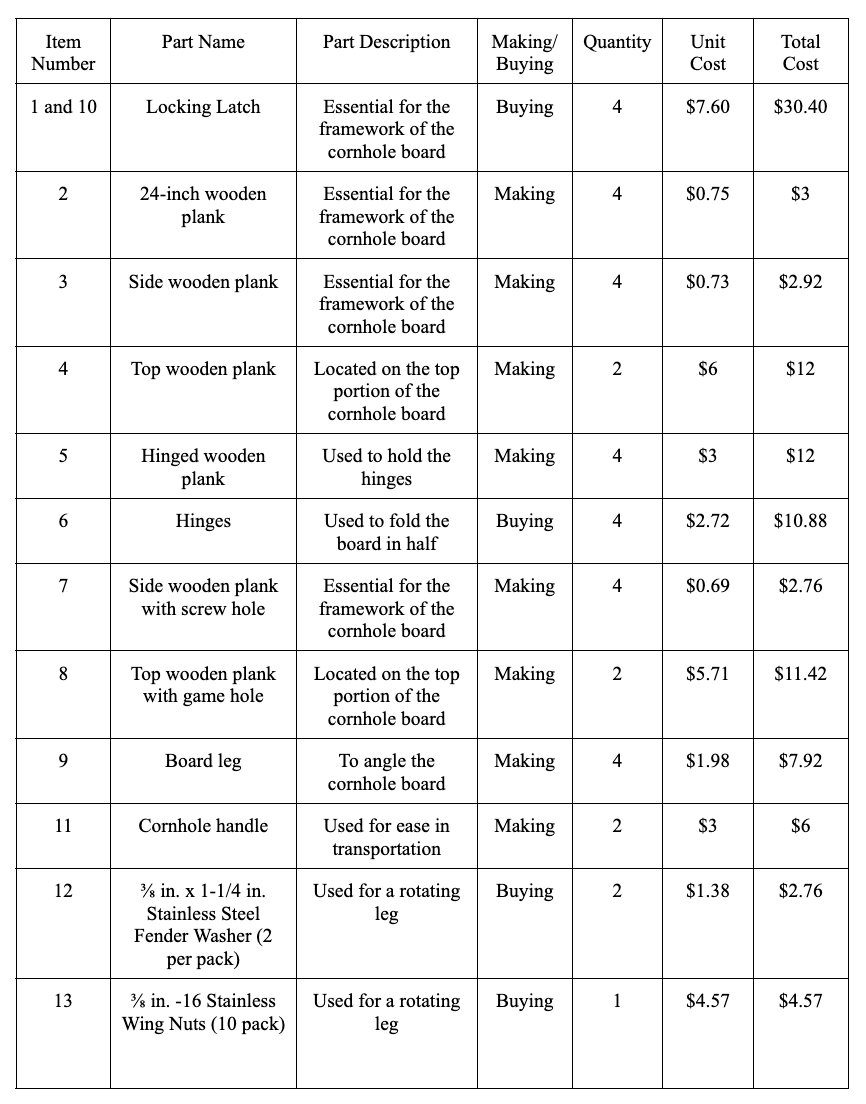 Item Number | Part Name | Part Description | Making/ Buying | Quantity | Unit Cost | Total Cost
1 and 10 | Locking Latch | Essential for the framework of the cornhole board | Buying | 4 | $7.60 | $30.40
2 | 24-inch wooden plank | Essential for the framework of the cornhole board | Making | 4 | $0.75 | $3
3 | Side wooden plank | Essential for the framework of the cornhole board | Making | 4 | $0.73 | $2.92
4 | Top wooden plank | Located on the top portion of the cornhole board | Making | 2 | $6 | $12
5 | Hinged wooden plank | Used to hold the hinges | Making | 4 | $3 | $12
6 | Hinges | Used to fold the board in half | Buying | 4 | $2.72 | $10.88
7 | Side wooden plank with screw hole | Essential for the framework of the cornhole board | Making | 4 | $0.69 | $2.76
8 | Top wooden plank with game hole | Located on the top portion of the cornhole board | Making | 2 | $5.71 | $11.42
9 | Board leg | To angle the cornhole board | Making | 4 | $1.98 | $7.92
11 | Cornhole handle | Used for ease in transportation | Making | 2 | $3 | $6
12 | ⅜ in. x 1-1/4 in. Stainless Steel Fender Washer (2 per pack) | Used for a rotating leg | Buying | 2 | $1.38 | $2.76
13 | ⅜ in. -16 Stainless Wing Nuts (10 pack) | Used for a rotating leg | Buying | 1 | $4.57 | $4.57